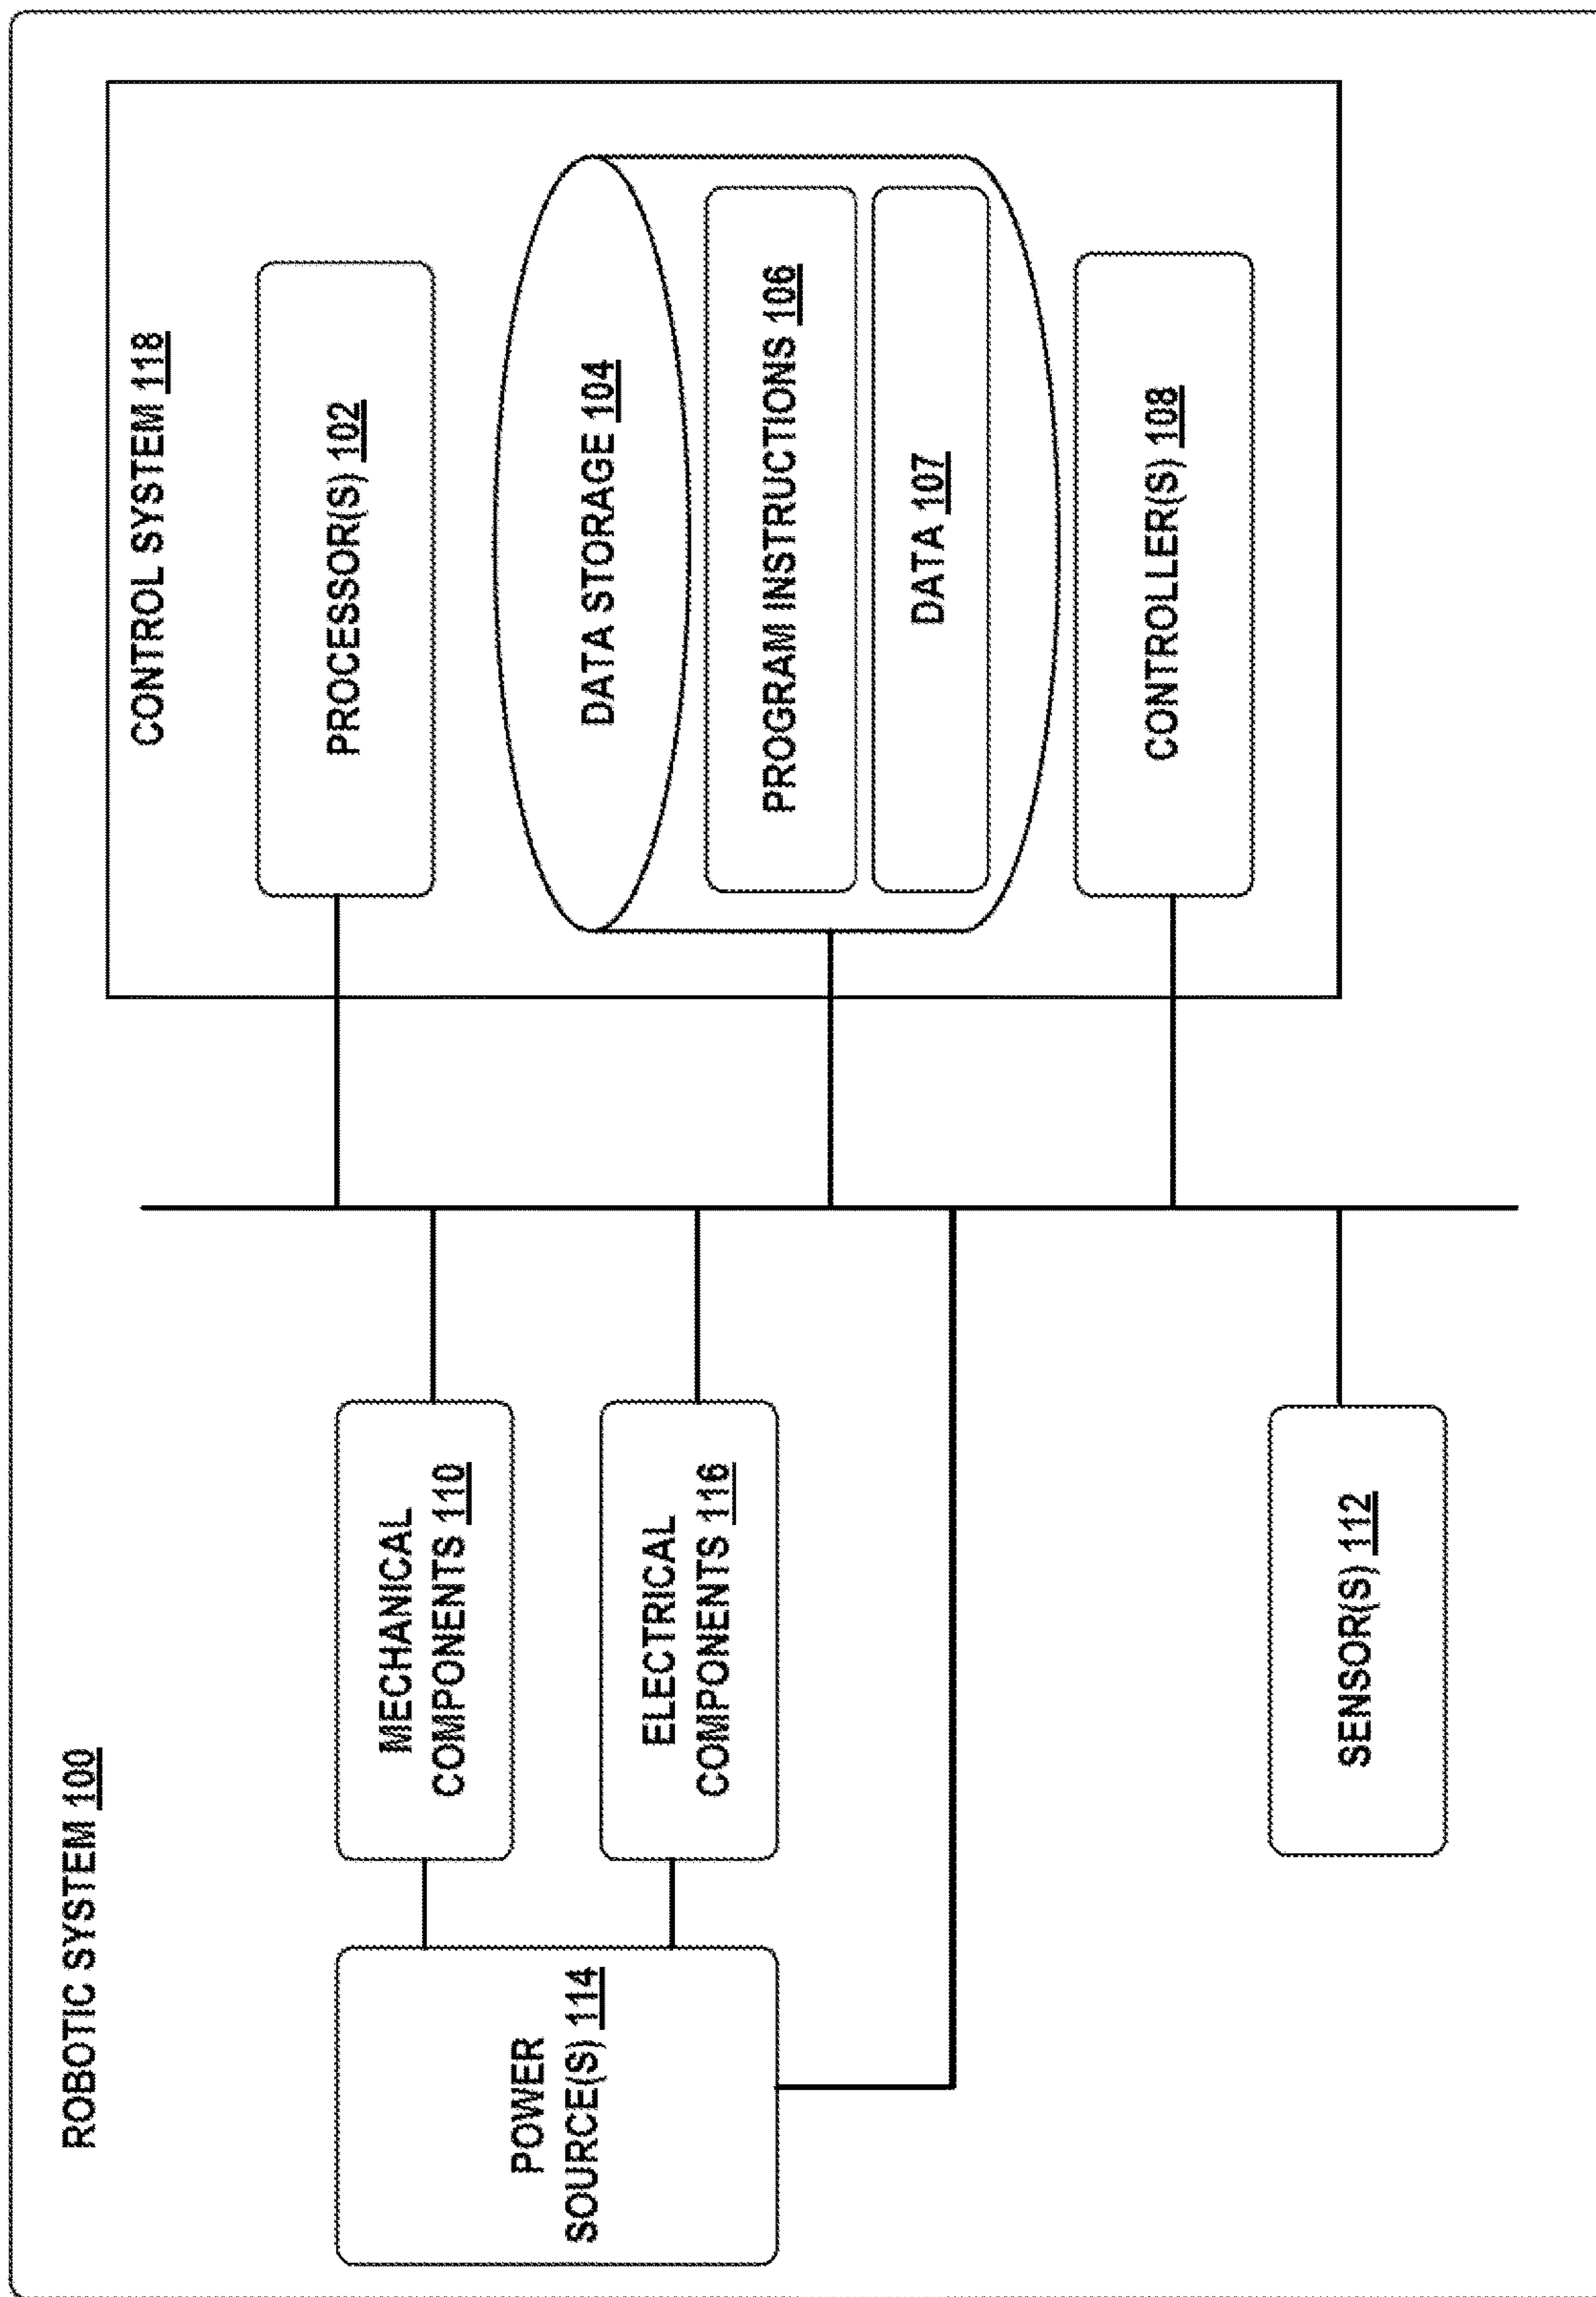 ROBOTIC SYSTEM 100
CONTROL SYSTEM 118
PROCESSOR(S) 102
DATA STORAGE 104
PROGRAM INSTRUCTIONS 106
DATA 107
CONTROLLER(S) 108
MECHANICAL
COMPONENTS 110
ELECTRICAL
COMPONENTS 116
POWER
SOURCE(S) 114
SENSOR(S) 112